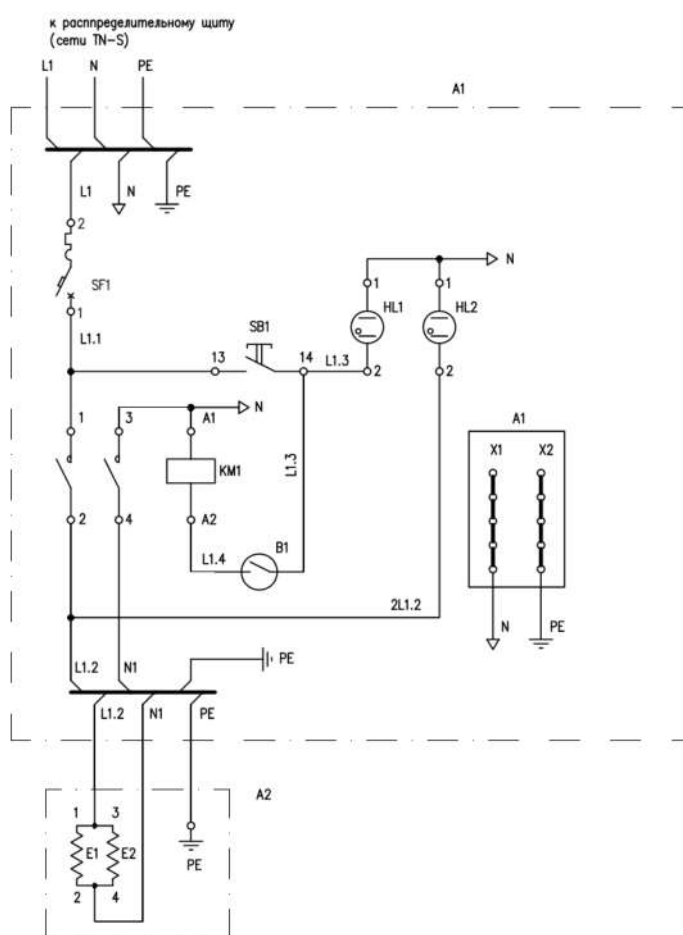 к распределительному щиту
(сети TN-S)
L1 N PE
A1
L1 N PE
2
SF1
1
L1.1
1 1
HL1 HL2
N
SB1
13 14 L1.3 2 2
1 3 A1 N
KM1
L1.3
2 4 A2
L1.4 B1
A1
X1 X2
N PE
2L1.2
L1.2 N1 PE
L1.2 N1 PE
A2
1 3
E1 E2
2 4
PE